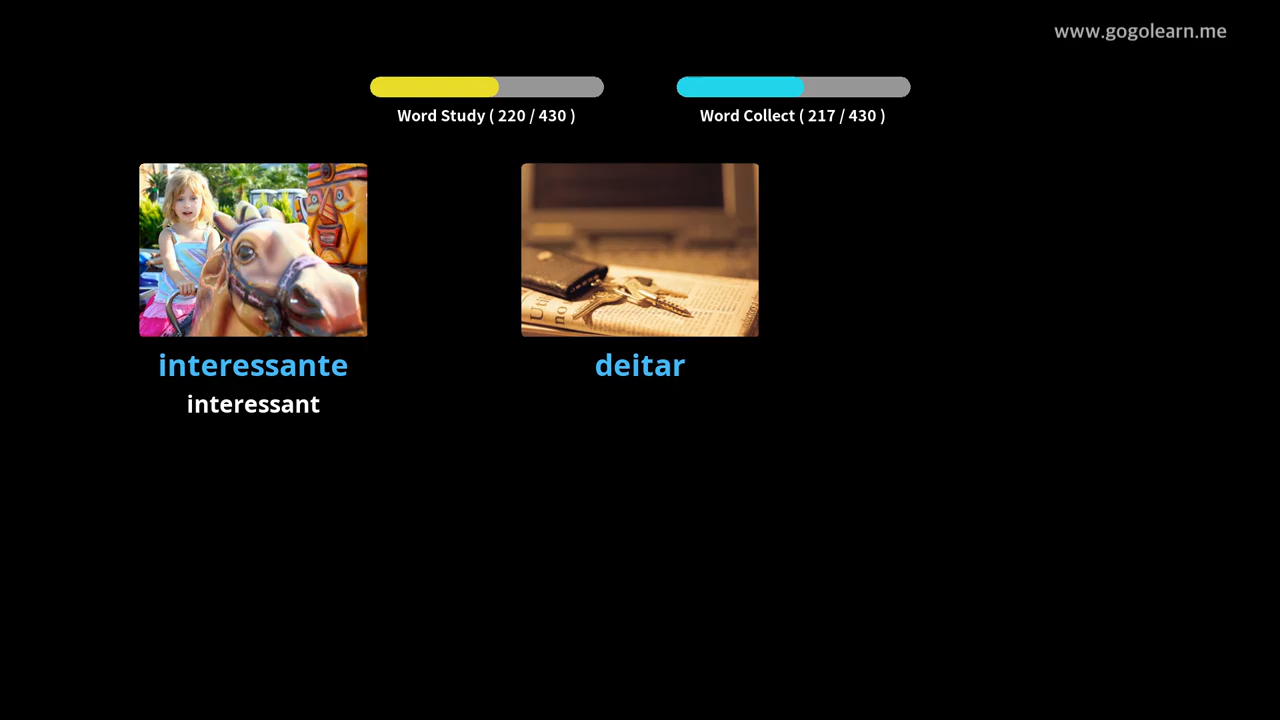 www.gogolearn.me
Word Study ( 220 / 430 )
Word Collect ( 217 / 430 )
interessante
interessant
deitar